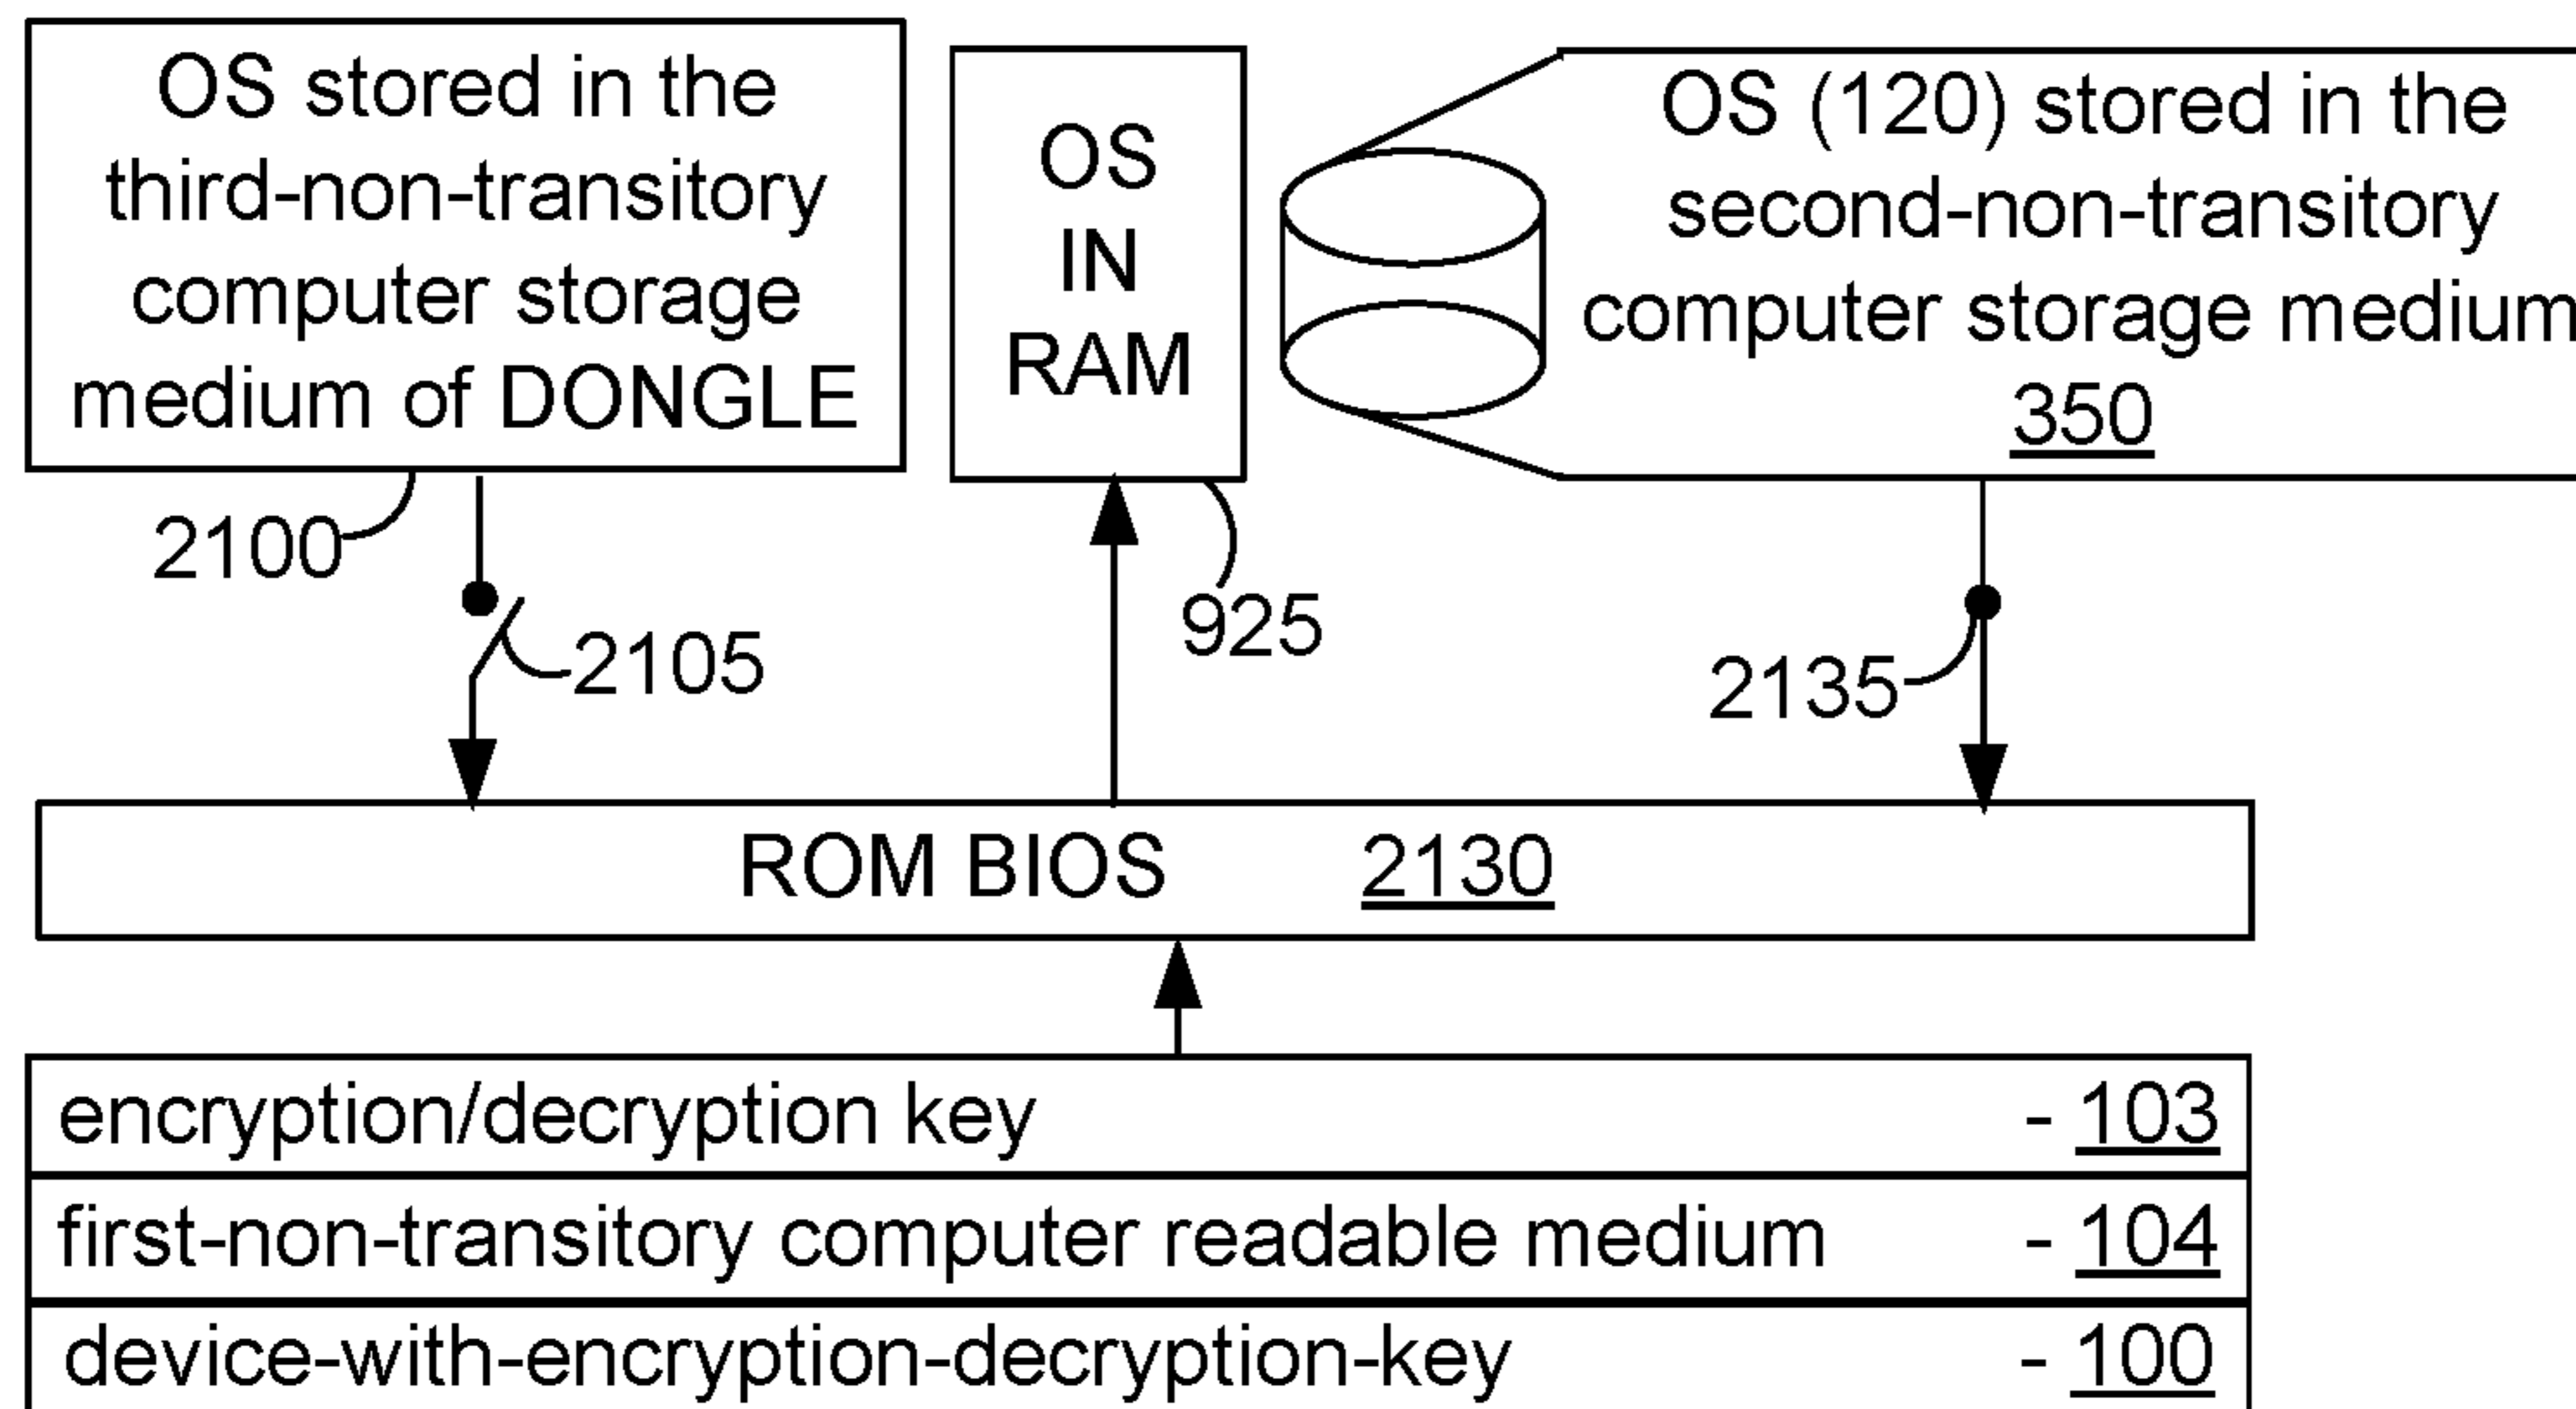 OS stored in the
third-non-transitory
computer storage
medium of DONGLE
2100
2105
OS
IN
RAM
925
OS (120) stored in the
second-non-transitory
computer storage medium
350
2135
ROM BIOS 2130
encryption/decryption key - 103
first-non-transitory computer readable medium - 104
device-with-encryption-decryption-key - 100